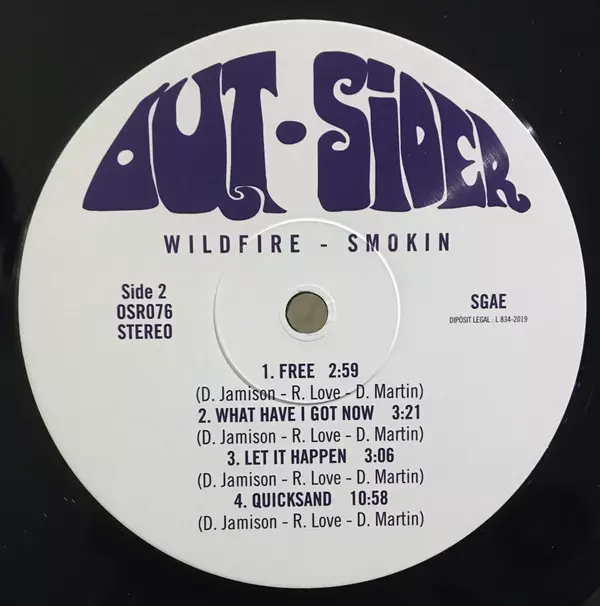 OUT-SIDER
WILDFIRE - SMOKIN
Side 2
OSR076
STEREO
SGAE
DIPÒSIT LEGAL : L 834-2019
1. FREE 2:59
(D. Jamison - R. Love - D. Martin)
2. WHAT HAVE I GOT NOW 3:21
(D. Jamison - R. Love - D. Martin)
3. LET IT HAPPEN 3:06
(D. Jamison - R. Love - D. Martin)
4. QUICKSAND 10:58
(D. Jamison - R. Love - D. Martin)